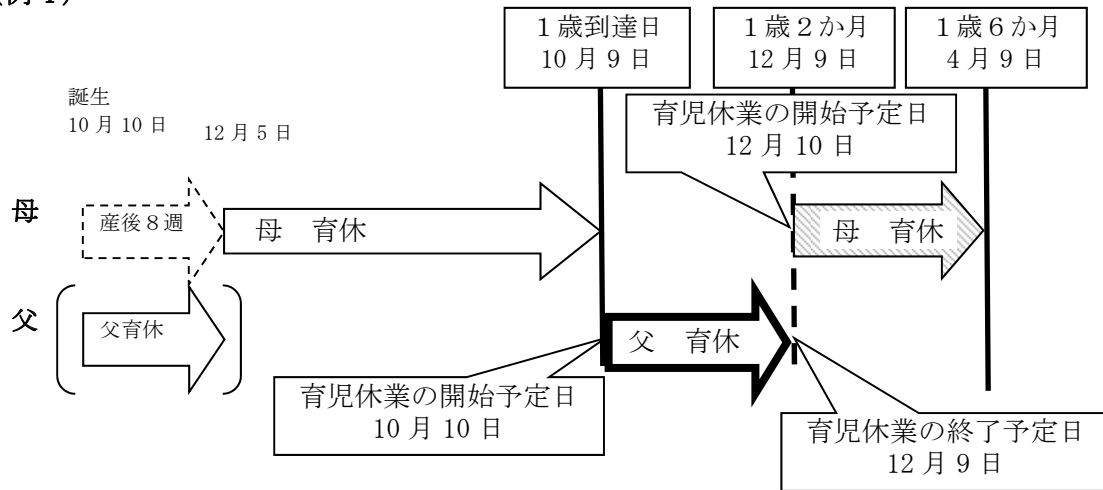 (例1)
1歳到達日
10月9日
1歳2か月
12月9日
1歳6か月
4月9日
誕生
10月10日
12月5日
育児休業の開始予定日
12月10日
母
産後8週
母 育休
母 育休
父
父育休
父 育休
育児休業の開始予定日
10月10日
育児休業の終了予定日
12月9日